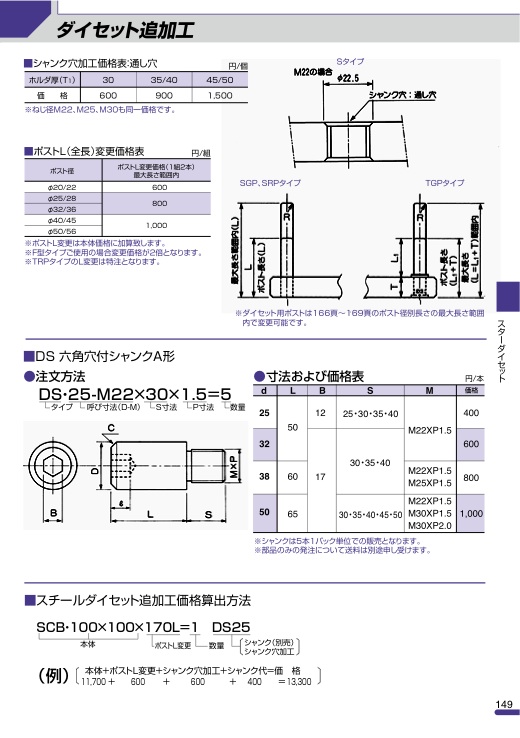 ダイセット追加工
■シャンク穴加工価格表:通し穴 円/個
ホルダ厚(T1) 30 35/40 45/50
価 格 600 900 1,500
※ねじ径M22、M25、M30も同一価格です。
Sタイプ
M22の場合
φ22.5
シャンク穴：通し穴
■ポストL(全長)変更価格表 円/組
ポスト径 ポストL変更価格(1組2本)
最大長さ範囲内
φ20/22 600
φ25/28 800
φ32/36
φ40/45 1,000
φ50/56
※ポストL変更は本体価格に加算致します。
※F型タイプご使用の場合変更価格が2倍となります。
※TRPタイプのL変更は特注となります。
SGP、SRPタイプ
TGPタイプ
最大長さ範囲内(L)
ポスト長さ(L)
L
L1
T
ポスト長さ
(L1+T)
最大長さ
(L=L1+T)範囲内
※ダイセット用ポストは166頁〜169頁のポスト径別長さの最大長さ範囲
内で変更可能です。
スターダイセット
■DS 六角穴付シャンクA形
●注文方法
DS・25-M22×30×1.5=5
タイプ 呼び寸法(D-M) S寸法 P寸法 数量
C
D
M×P
B
ℓ
L
S
●寸法および価格表 円/本
d L B S M 価格
25 50 12 25・30・35・40 M22XP1.5 400
32 17 30・35・40 600
38 60 M22XP1.5 800
M25XP1.5
50 65 30・35・40・45・50 M22XP1.5 1,000
M30XP1.5
M30XP2.0
※シャンクは5本1パック単位での販売となります。
※部品のみの発注について送料は別途申し受けます。
■スチールダイセット追加工価格算出方法
SCB・100×100×170L=1 DS25
本体 ポストL変更 数量 シャンク(別売)
シャンク穴加工
(例) 本体+ポストL変更+シャンク穴加工+シャンク代=価 格
11,700 + 600 + 600 + 400 =13,300
149